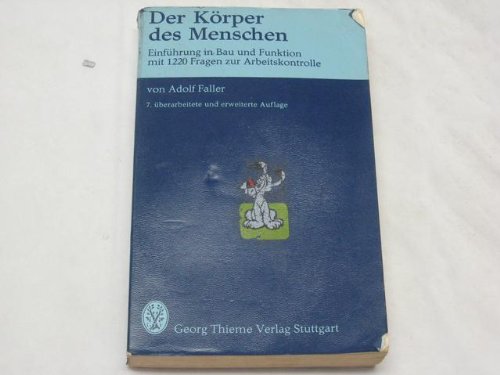 Der Körper
des Menschen
Einführung in Bau und Funktion
mit 1220 Fragen zur Arbeitskontrolle
von Adolf Faller
7. überarbeitete und erweiterte Auflage
Georg Thieme Verlag Stuttgart